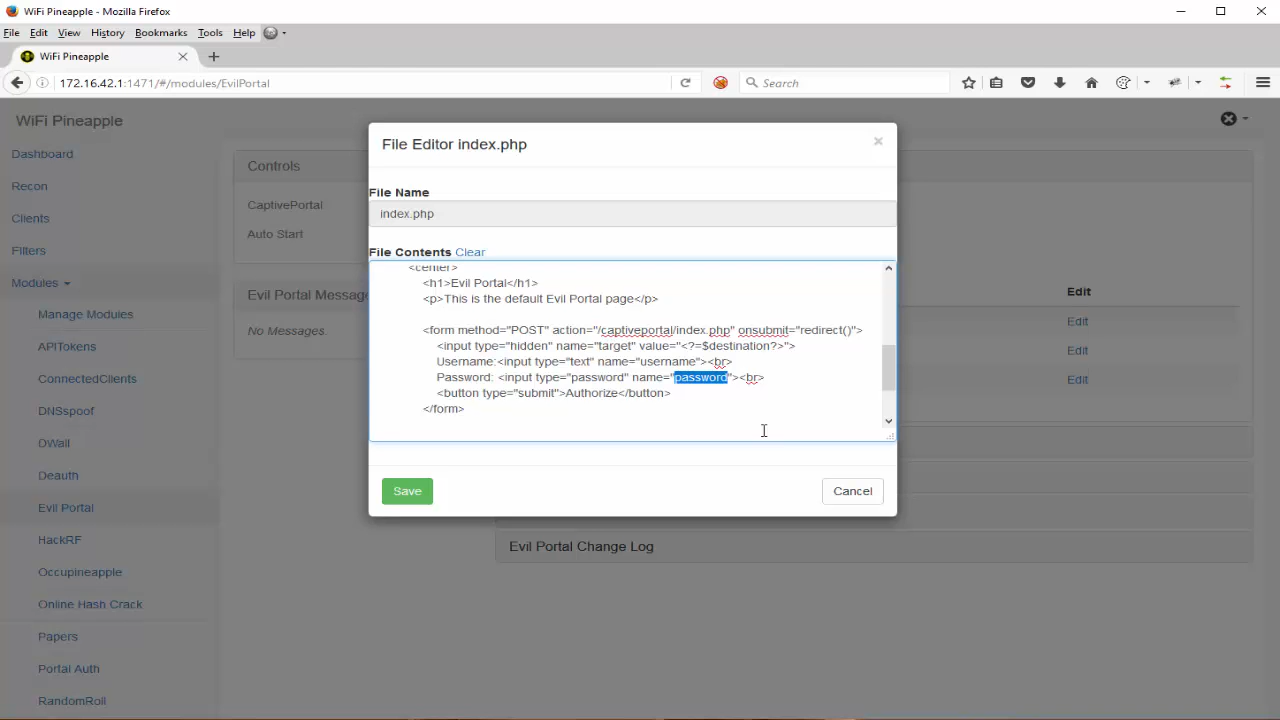 WiFi Pineapple - Mozilla Firefox
File Edit View History Bookmarks Tools Help
WiFi Pineapple
172.16.42.1:1471/#/modules/EvilPortal
Search
WiFi Pineapple
Dashboard
Recon
Clients
Filters
Modules
Manage Modules
APITokens
ConnectedClients
DNSspoof
DWall
Deauth
Evil Portal
HackRF
Occupineapple
Online Hash Crack
Papers
Portal Auth
RandomRoll
Controls
CaptivePortal
Auto Start
Evil Portal Messag
No Messages.
File Editor index.php
×
File Name
index.php
File Contents Clear
<center>
<h1>Evil Portal</h1>
<p>This is the default Evil Portal page</p>
<form method="POST" action="/captiveportal/index.php" onsubmit="redirect()">
<input type="hidden" name="target" value="<?=$destination?>">
Username:<input type="text" name="username"><br>
Password: <input type="password" name="password"><br>
<button type="submit">Authorize</button>
</form>
Save
Cancel
Edit
Edit
Edit
Edit
Evil Portal Change Log